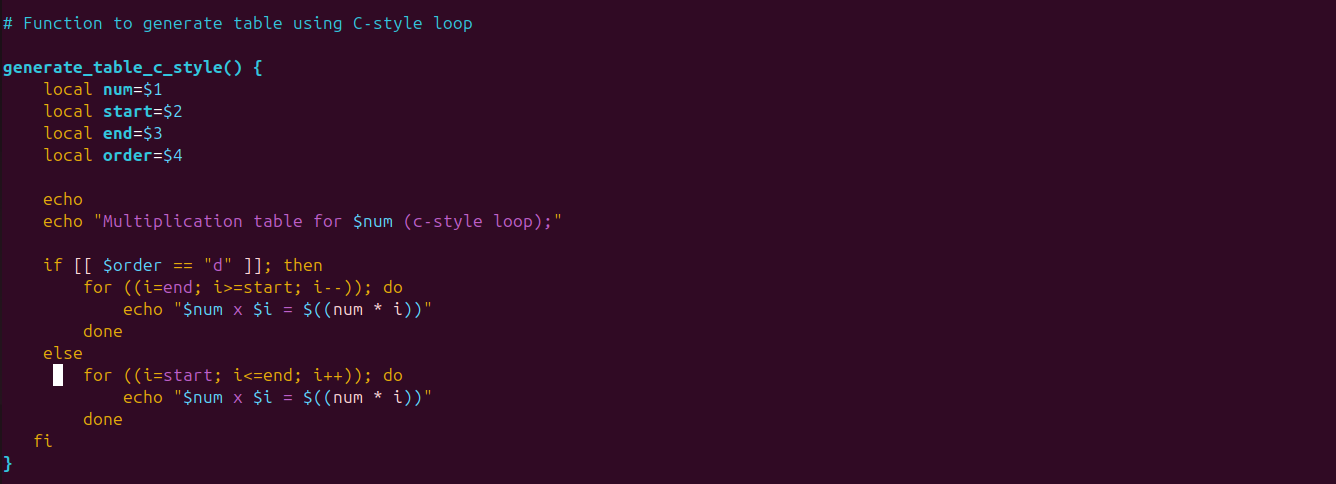 # Function to generate table using C-style loop
generate_table_c_style() {
    local num=$1
    local start=$2
    local end=$3
    local order=$4
    echo
    echo "Multiplication table for $num (c-style loop);"
    if [[ $order == "d" ]]; then
        for ((i=end; i>=start; i--)); do
            echo "$num x $i = $((num * i))"
        done
    else
        for ((i=start; i<=end; i++)); do
            echo "$num x $i = $((num * i))"
        done
   fi
}